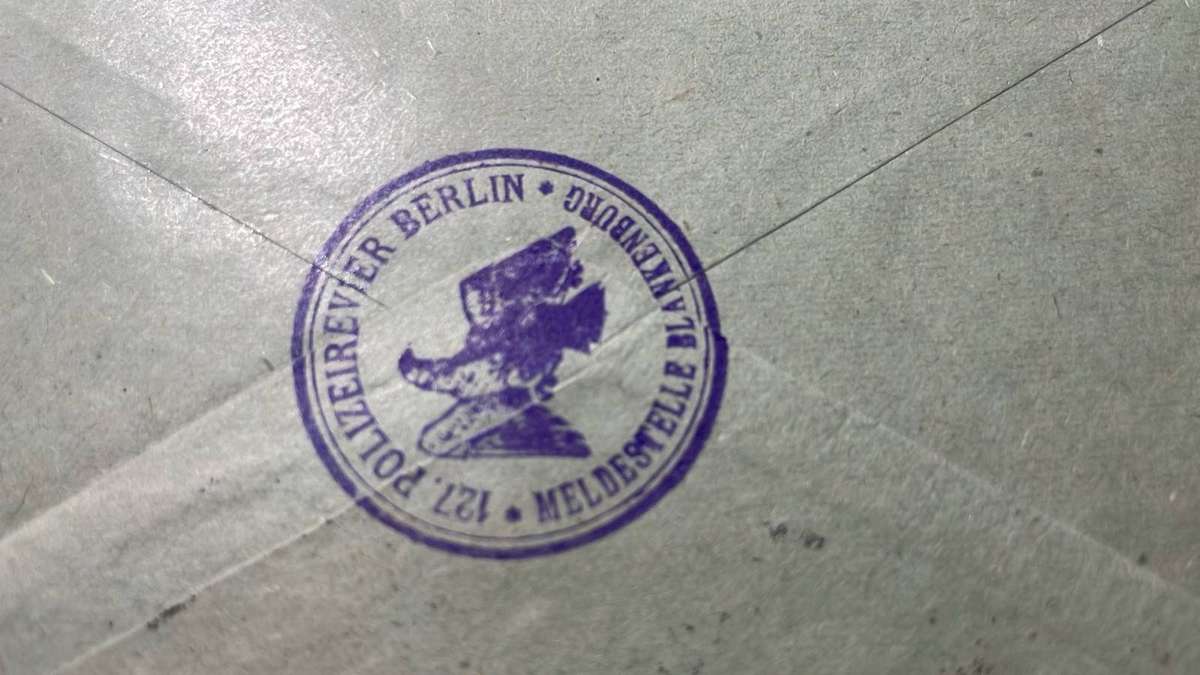 127. POLIZEIREVIER BERLIN *
MELDESTELLE BLANKENBURG *